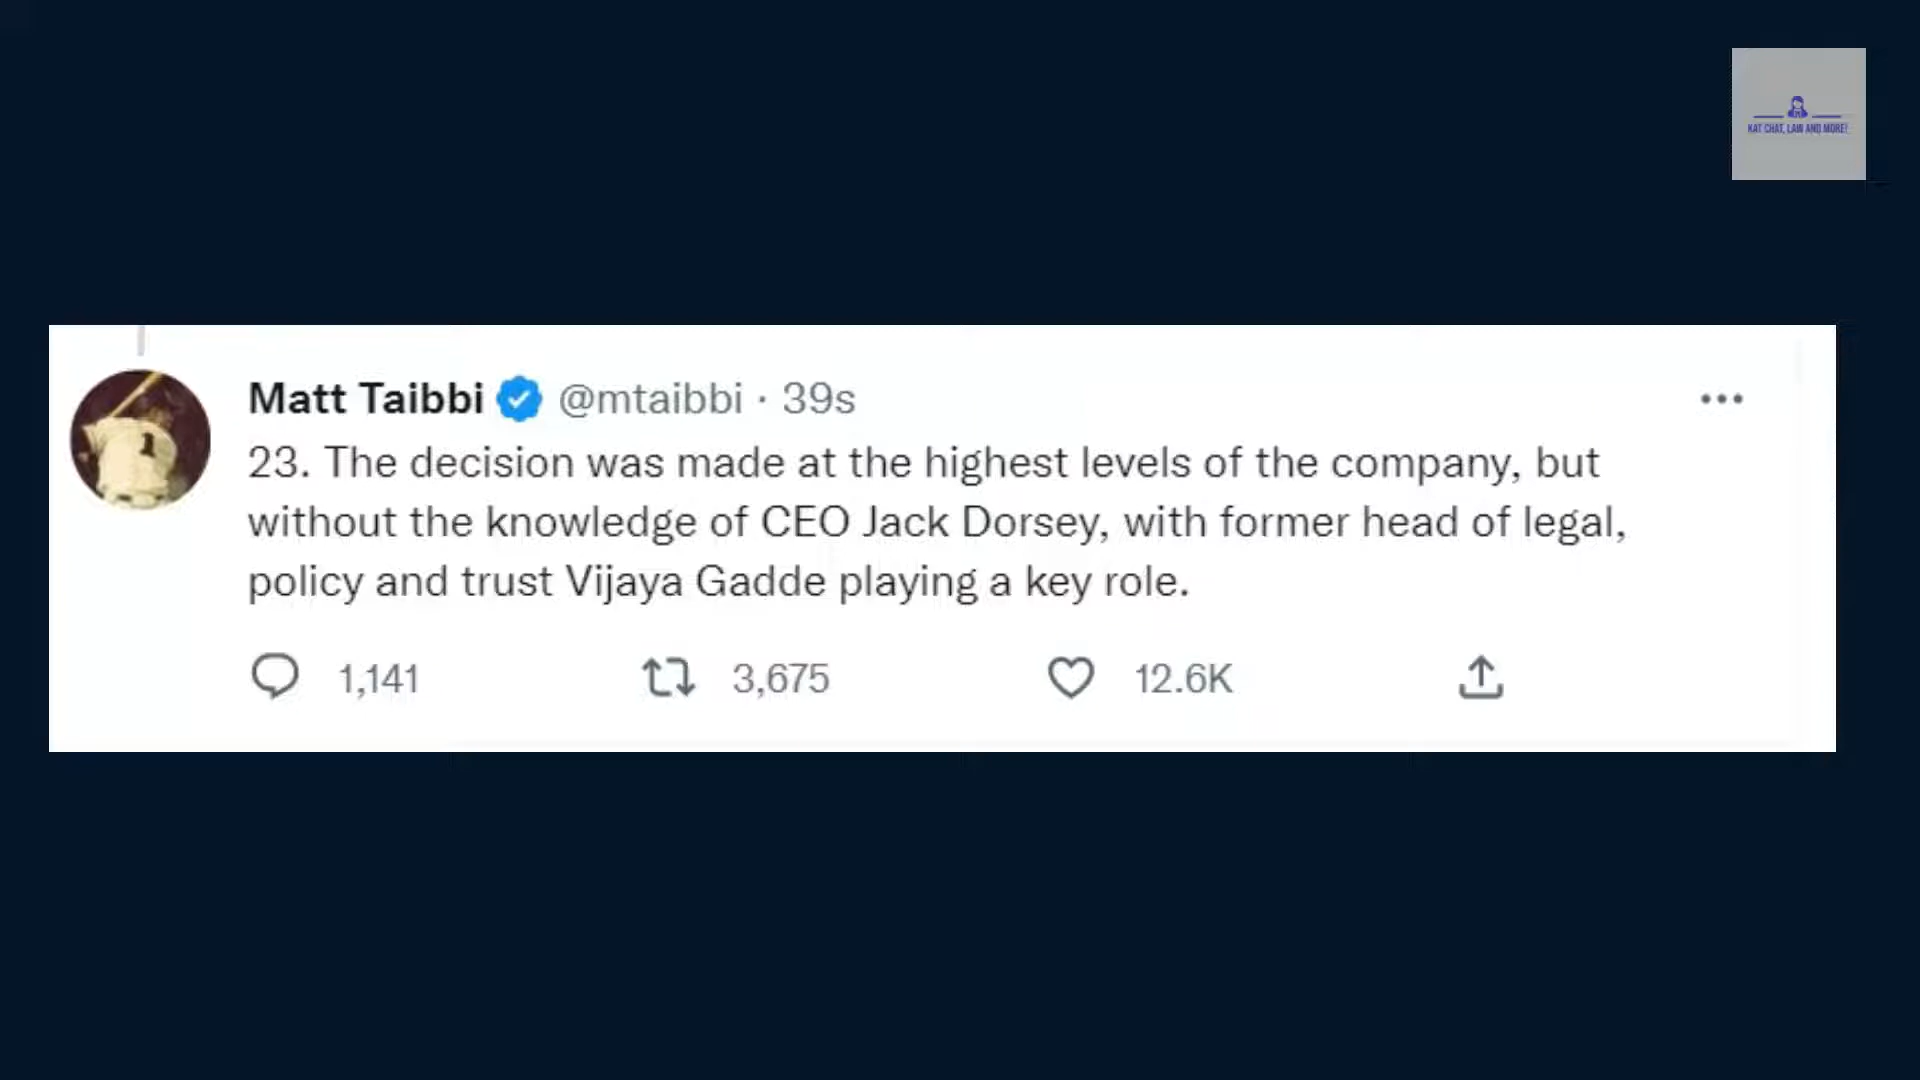 KAT CHAT, LAW AND MORE!
Matt Taibbi @mtaibbi · 39s
23. The decision was made at the highest levels of the company, but
without the knowledge of CEO Jack Dorsey, with former head of legal,
policy and trust Vijaya Gadde playing a key role.
1,141 3,675 12.6K